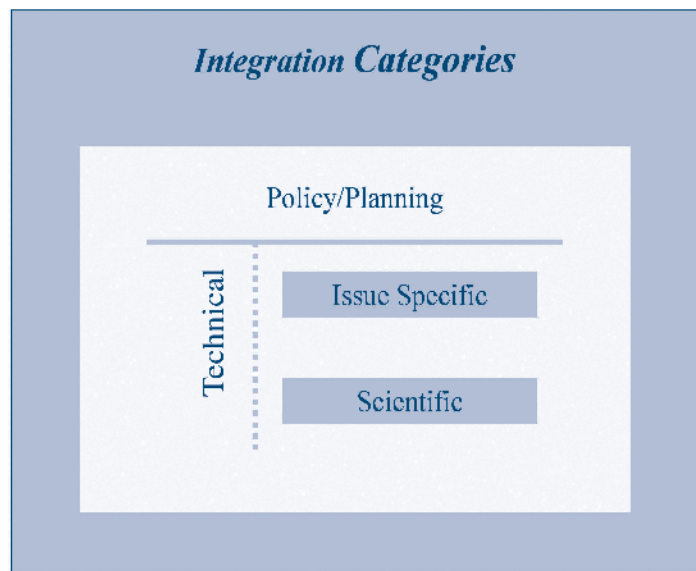 Integration Categories
Policy/Planning
Technical
Issue Specific
Scientific